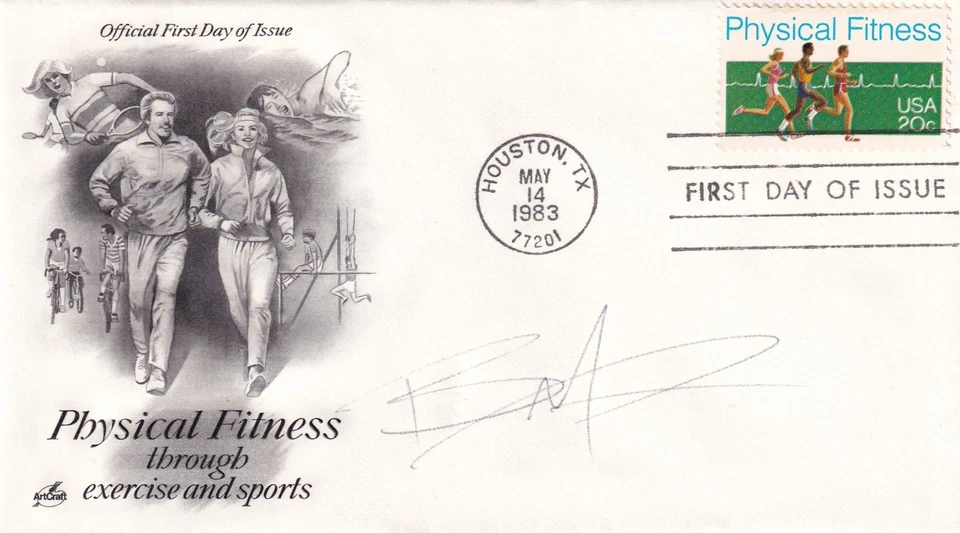 Official First Day of Issue
Physical Fitness
USA
20c
HOUSTON, TX
MAY
14
1983
77201
FIRST DAY OF ISSUE
Physical Fitness
through
exercise and sports
ArtCraft